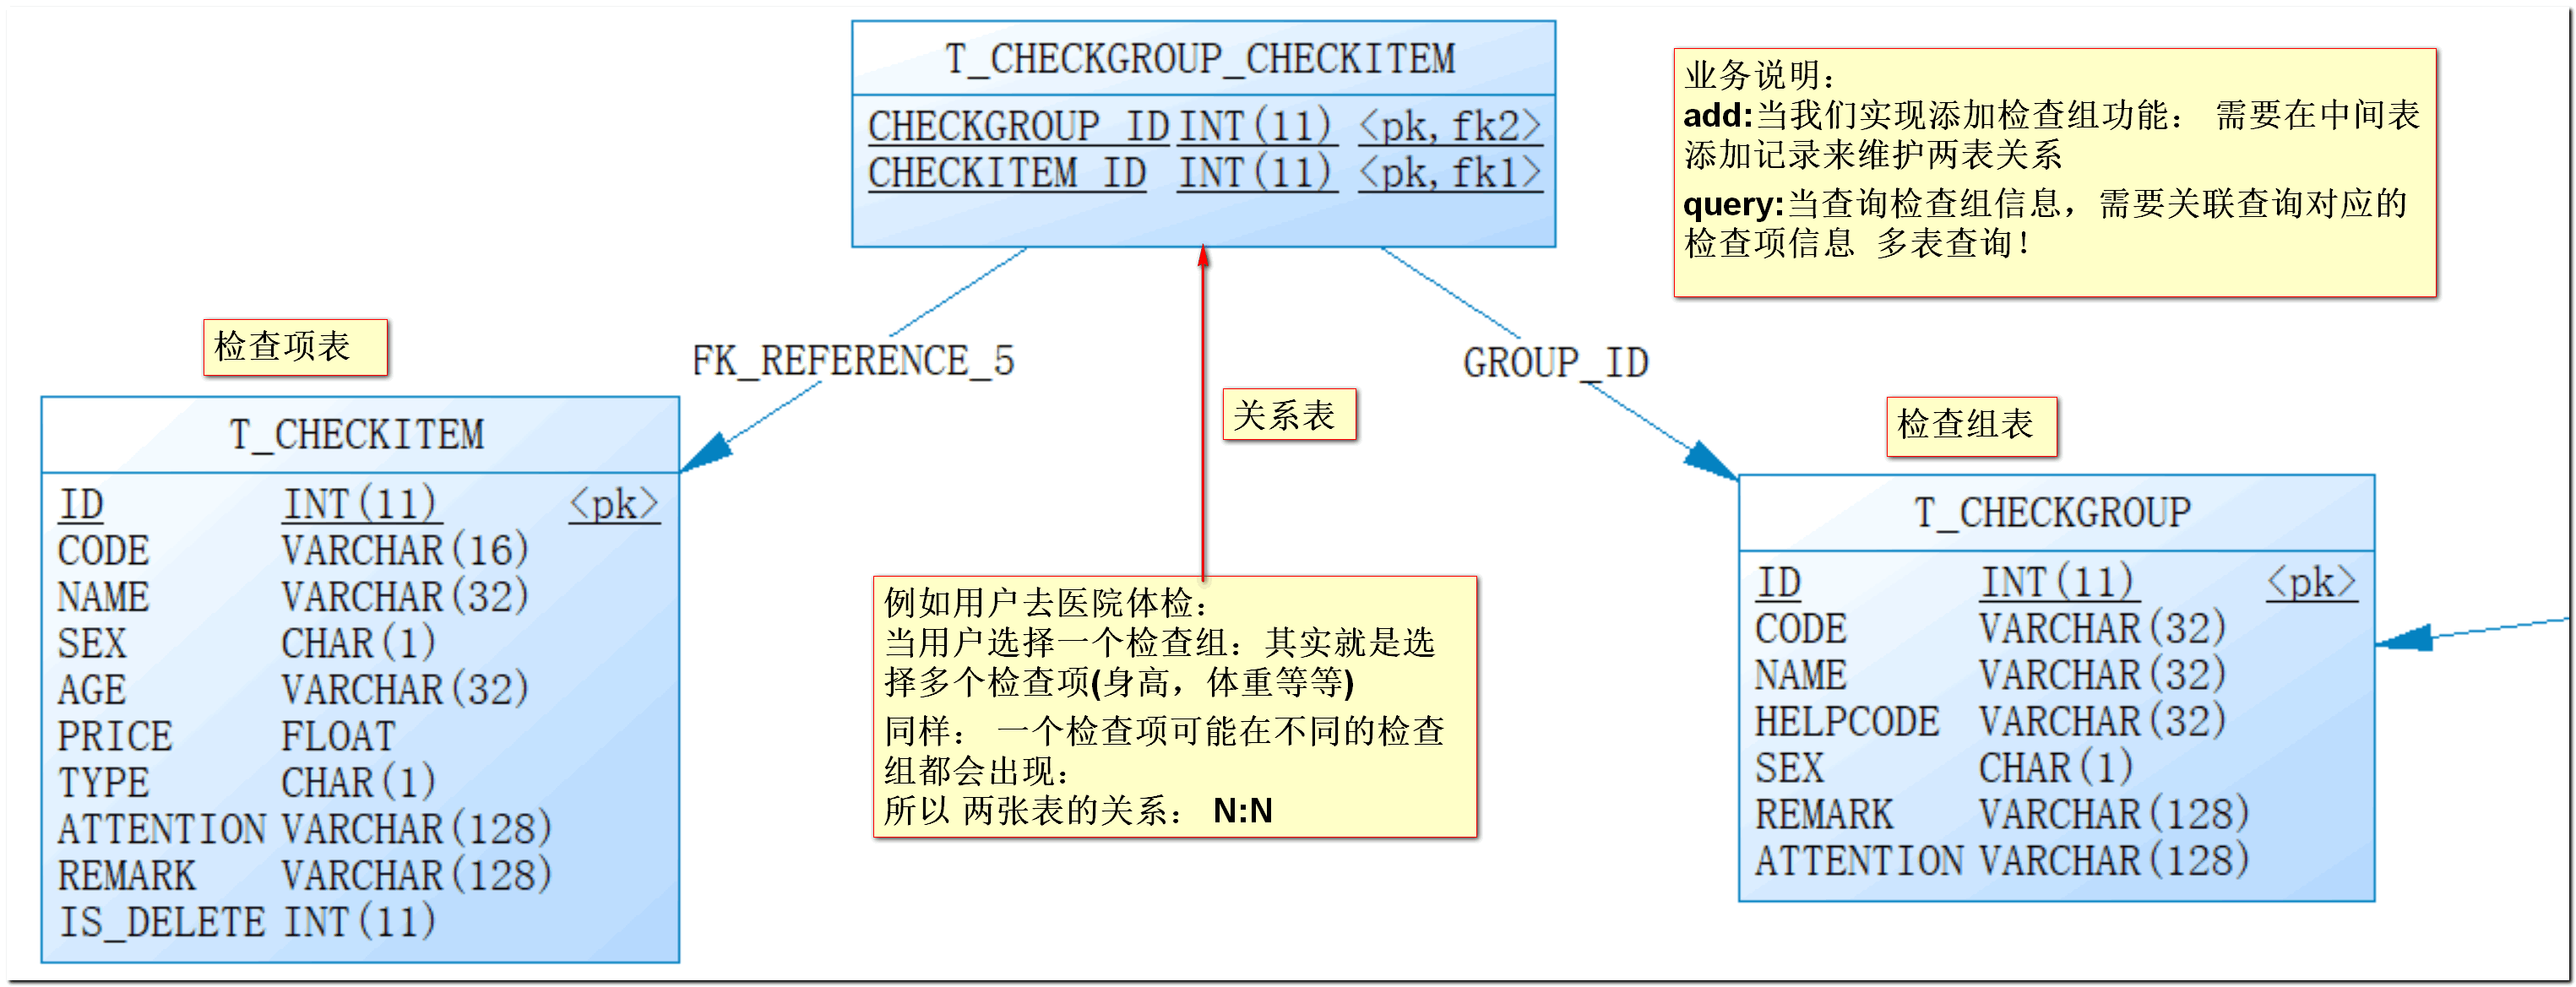 T_CHECKGROUP_CHECKITEM
CHECKGROUP_ID INT(11) <pk,fk2>
CHECKITEM_ID INT(11) <pk,fk1>
业务说明：
add:当我们实现添加检查组功能： 需要在中间表
添加记录来维护两表关系
query:当查询检查组信息，需要关联查询对应的
检查项信息 多表查询！
检查项表
FK_REFERENCE_5
GROUP_ID
关系表
检查组表
T_CHECKITEM
ID INT(11) <pk>
CODE VARCHAR(16)
NAME VARCHAR(32)
SEX CHAR(1)
AGE VARCHAR(32)
PRICE FLOAT
TYPE CHAR(1)
ATTENTION VARCHAR(128)
REMARK VARCHAR(128)
IS_DELETE INT(11)
例如用户去医院体检：
当用户选择一个检查组：其实就是选
择多个检查项(身高，体重等等)
同样： 一个检查项可能在不同的检查
组都会出现：
所以 两张表的关系： N:N
T_CHECKGROUP
ID INT(11) <pk>
CODE VARCHAR(32)
NAME VARCHAR(32)
HELPCODE VARCHAR(32)
SEX CHAR(1)
REMARK VARCHAR(128)
ATTENTION VARCHAR(128)